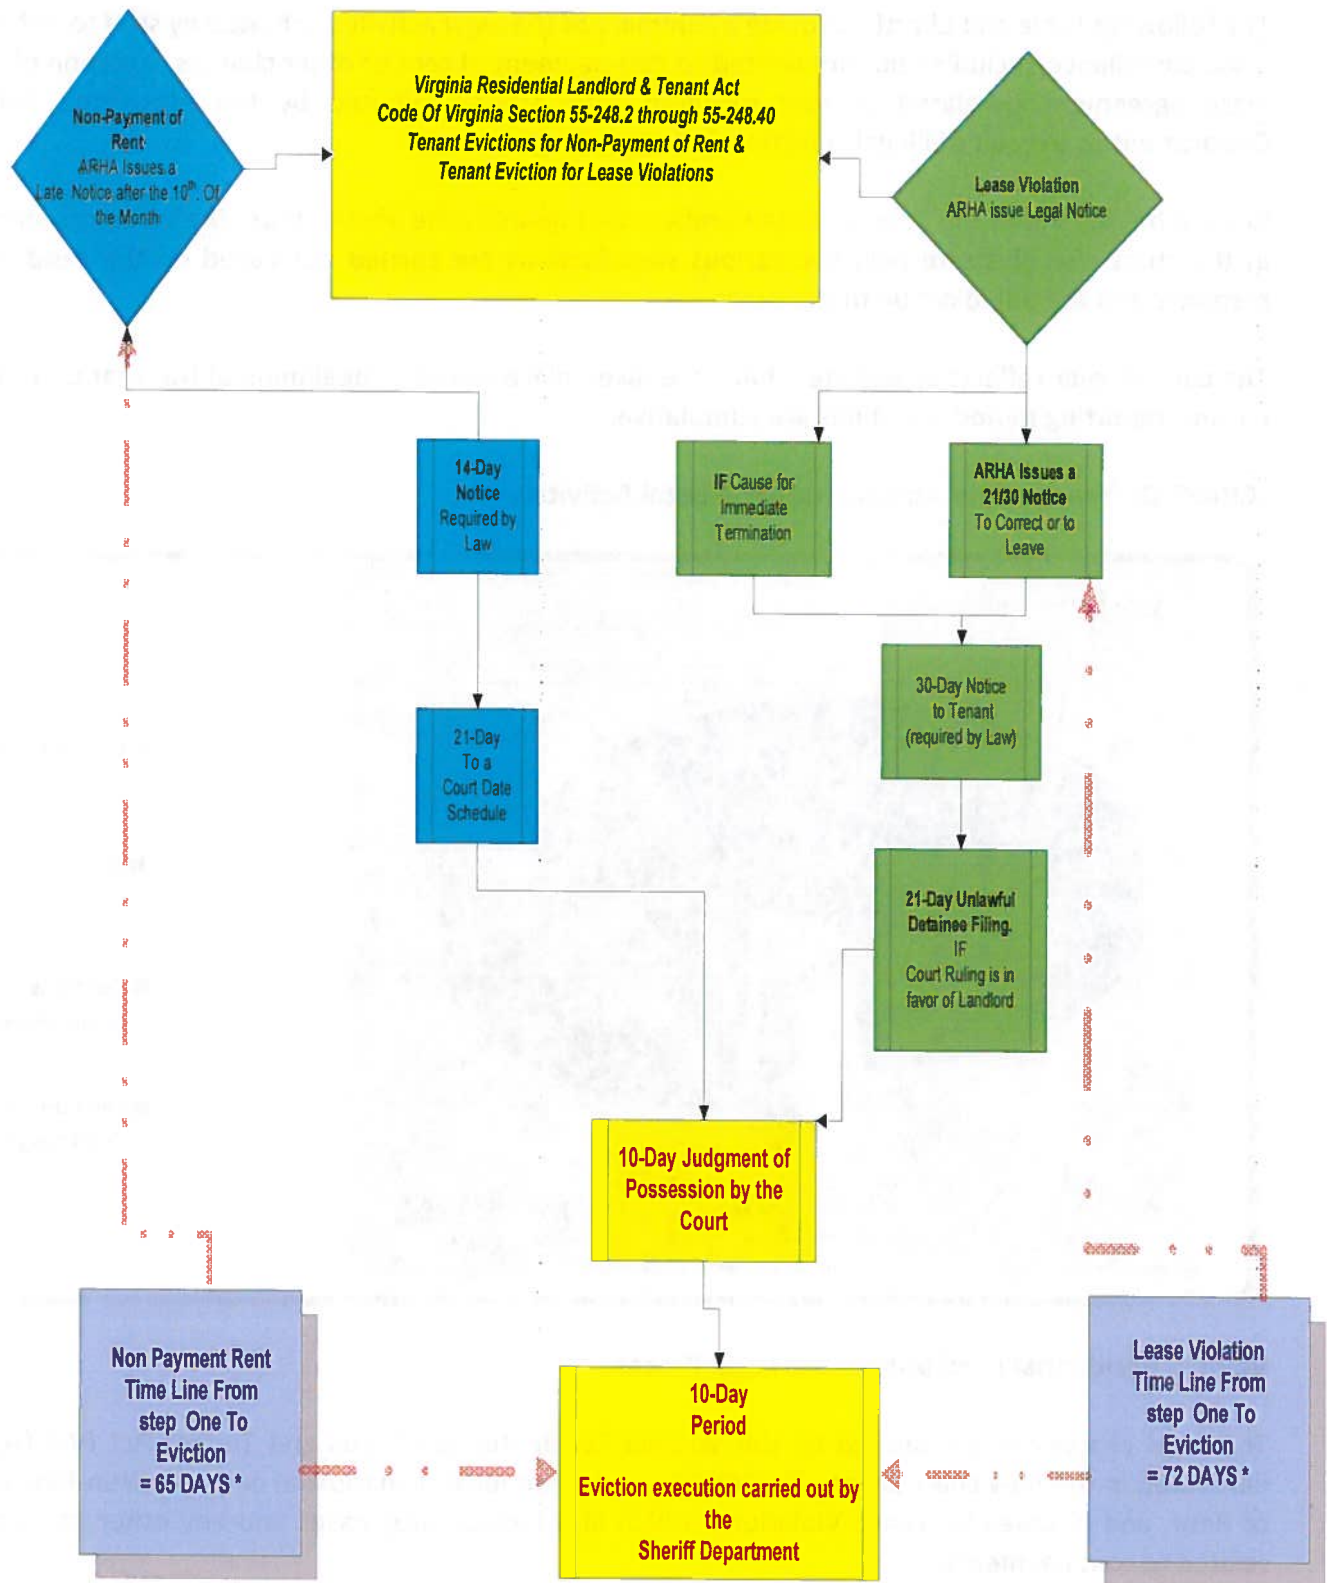 Non-Payment of
Rent
ARHA Issues a
Late Notice after the 10th. Of
the Month
Virginia Residential Landlord & Tenant Act
Code Of Virginia Section 55-248.2 through 55-248.40
Tenant Evictions for Non-Payment of Rent &
Tenant Eviction for Lease Violations
Lease Violation
ARHA issue Legal Notice
14-Day
Notice
Required by
Law
IF Cause for
Immediate
Termination
ARHA Issues a
21/30 Notice
To Correct or to
Leave
30-Day Notice
to Tenant
(required by Law)
21-Day
To a
Court Date
Schedule
21-Day Unlawful
Detainee Filing.
IF
Court Ruling is in
favor of Landlord
10-Day Judgment of
Possession by the
Court
Non Payment Rent
Time Line From
step One To
Eviction
= 65 DAYS *
10-Day
Period
Eviction execution carried out by
the
Sheriff Department
Lease Violation
Time Line From
step One To
Eviction
= 72 DAYS *